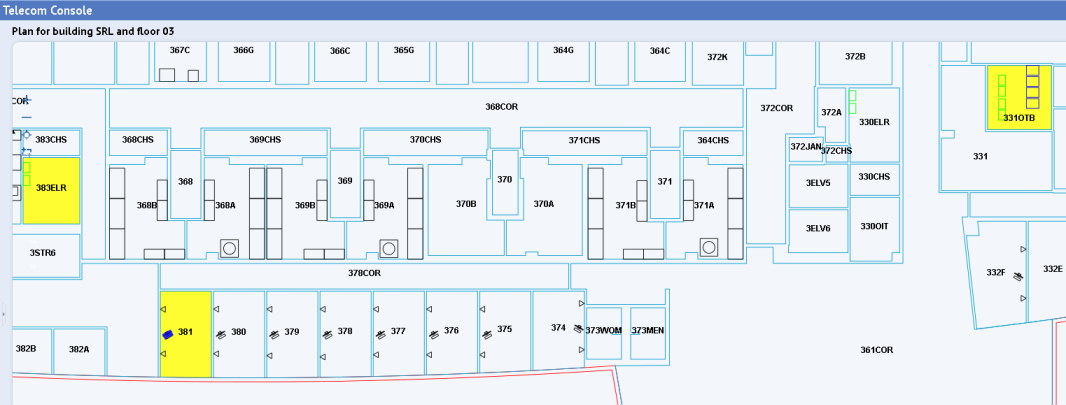 Telecom Console
Plan for building SRL and floor 03
367C 366G 366C 365G 364G 364C 372K 372B
COR 368COR 372COR 372A 330ELR 331OTB
383CHS 368CHS 369CHS 370CHS 371CHS 364CHS 372JAN 372CHS 331
383ELR 368 369 370 371 3ELV5 330CHS
368B 368A 369B 369A 370B 370A 371B 371A
3STR6 3ELV6 330OIT
378COR 332F 332E
381 380 379 378 377 376 375 374 373WOM 373MEN
382B 382A 361COR